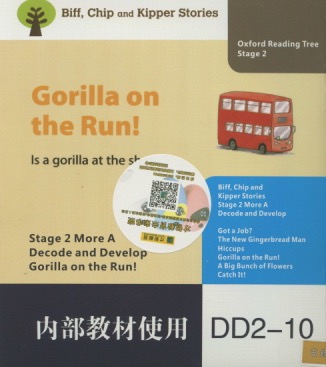 Biff, Chip and Kipper Stories
Oxford Reading Tree
Stage 2
Gorilla on
the Run!
Is a gorilla at the sh
Biff, Chip and
Kipper Stories
Stage 2 More A
Decode and Develop
Got a Job?
The New Gingerbread Man
Hiccups
Gorilla on the Run!
A Big Bunch of Flowers
Catch It!
Stage 2 More A
Decode and Develop
Gorilla on the Run!
内部教材使用 DD2-10